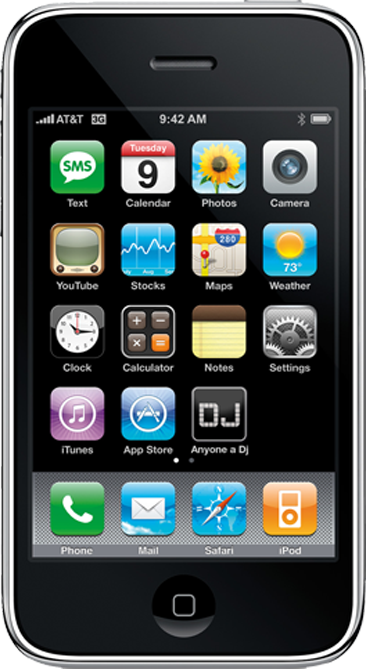 AT&T 3G 9:42 AM
SMS Tuesday 9 280 73°
Text Calendar Photos Camera
YouTube Stocks Maps Weather
Clock Calculator Notes Settings
DJ
iTunes App Store Anyone a Dj
Phone Mail Safari iPod